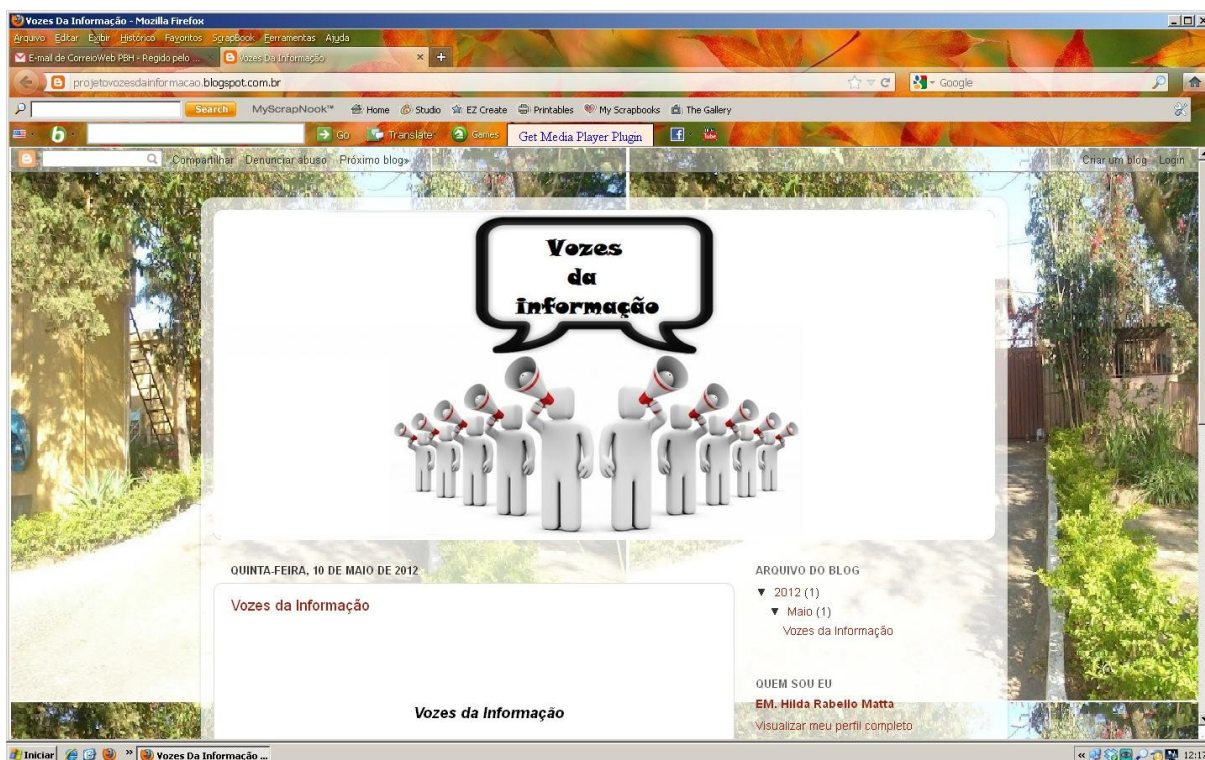 Vozes Da Informação - Mozilla Firefox
Arquivo Editar Exibir Histórico Favoritos ScrapBook Ferramentas Ajuda
E-mail de CorreioWeb PBH - Regido pelo ...
Vozes Da Informação
projetovozesdainformacao.blogspot.com.br
Google
Search MyScrapNook™ Home Studio EZ Create Printables My Scrapbooks The Gallery
Go Translate Games Get Media Player Plugin
Compartilhar Denunciar abuso Próximo blog» Criar um blog Login
Vozes
da
informação
QUINTA-FEIRA, 10 DE MAIO DE 2012
Vozes da Informação
Vozes da Informação
ARQUIVO DO BLOG
▼ 2012 (1)
▼ Maio (1)
Vozes da Informação
QUEM SOU EU
EM. Hilda Rabello Matta
Visualizar meu perfil completo
Iniciar » Vozes Da Informação ... « 12:17